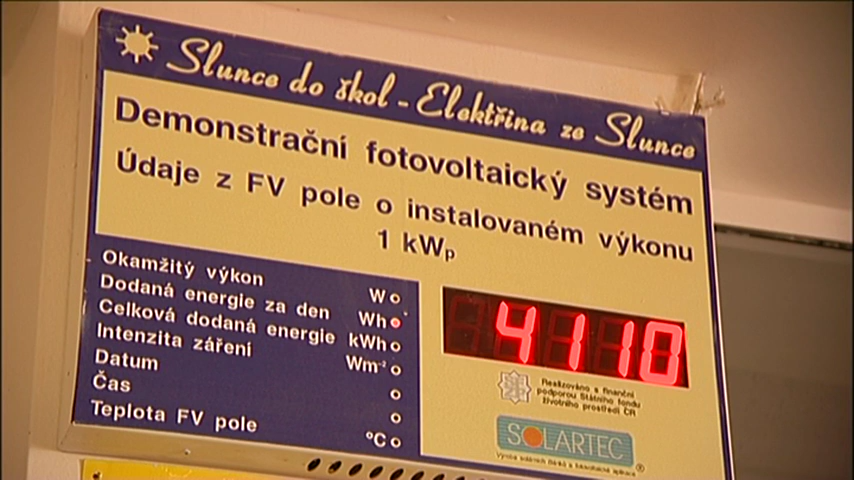 Slunce do škol - Elektřina ze Slunce
Demonstrační fotovoltaický systém
Údaje z FV pole o instalovaném výkonu
1 kWp
Okamžitý výkon W
Dodaná energie za den Wh
Celková dodaná energie kWh
Intenzita záření Wm-2
Datum
Čas
Teplota FV pole °C
4110
Realizováno s finanční
podporou Státního fondu
životního prostředí ČR
SOLARTEC®